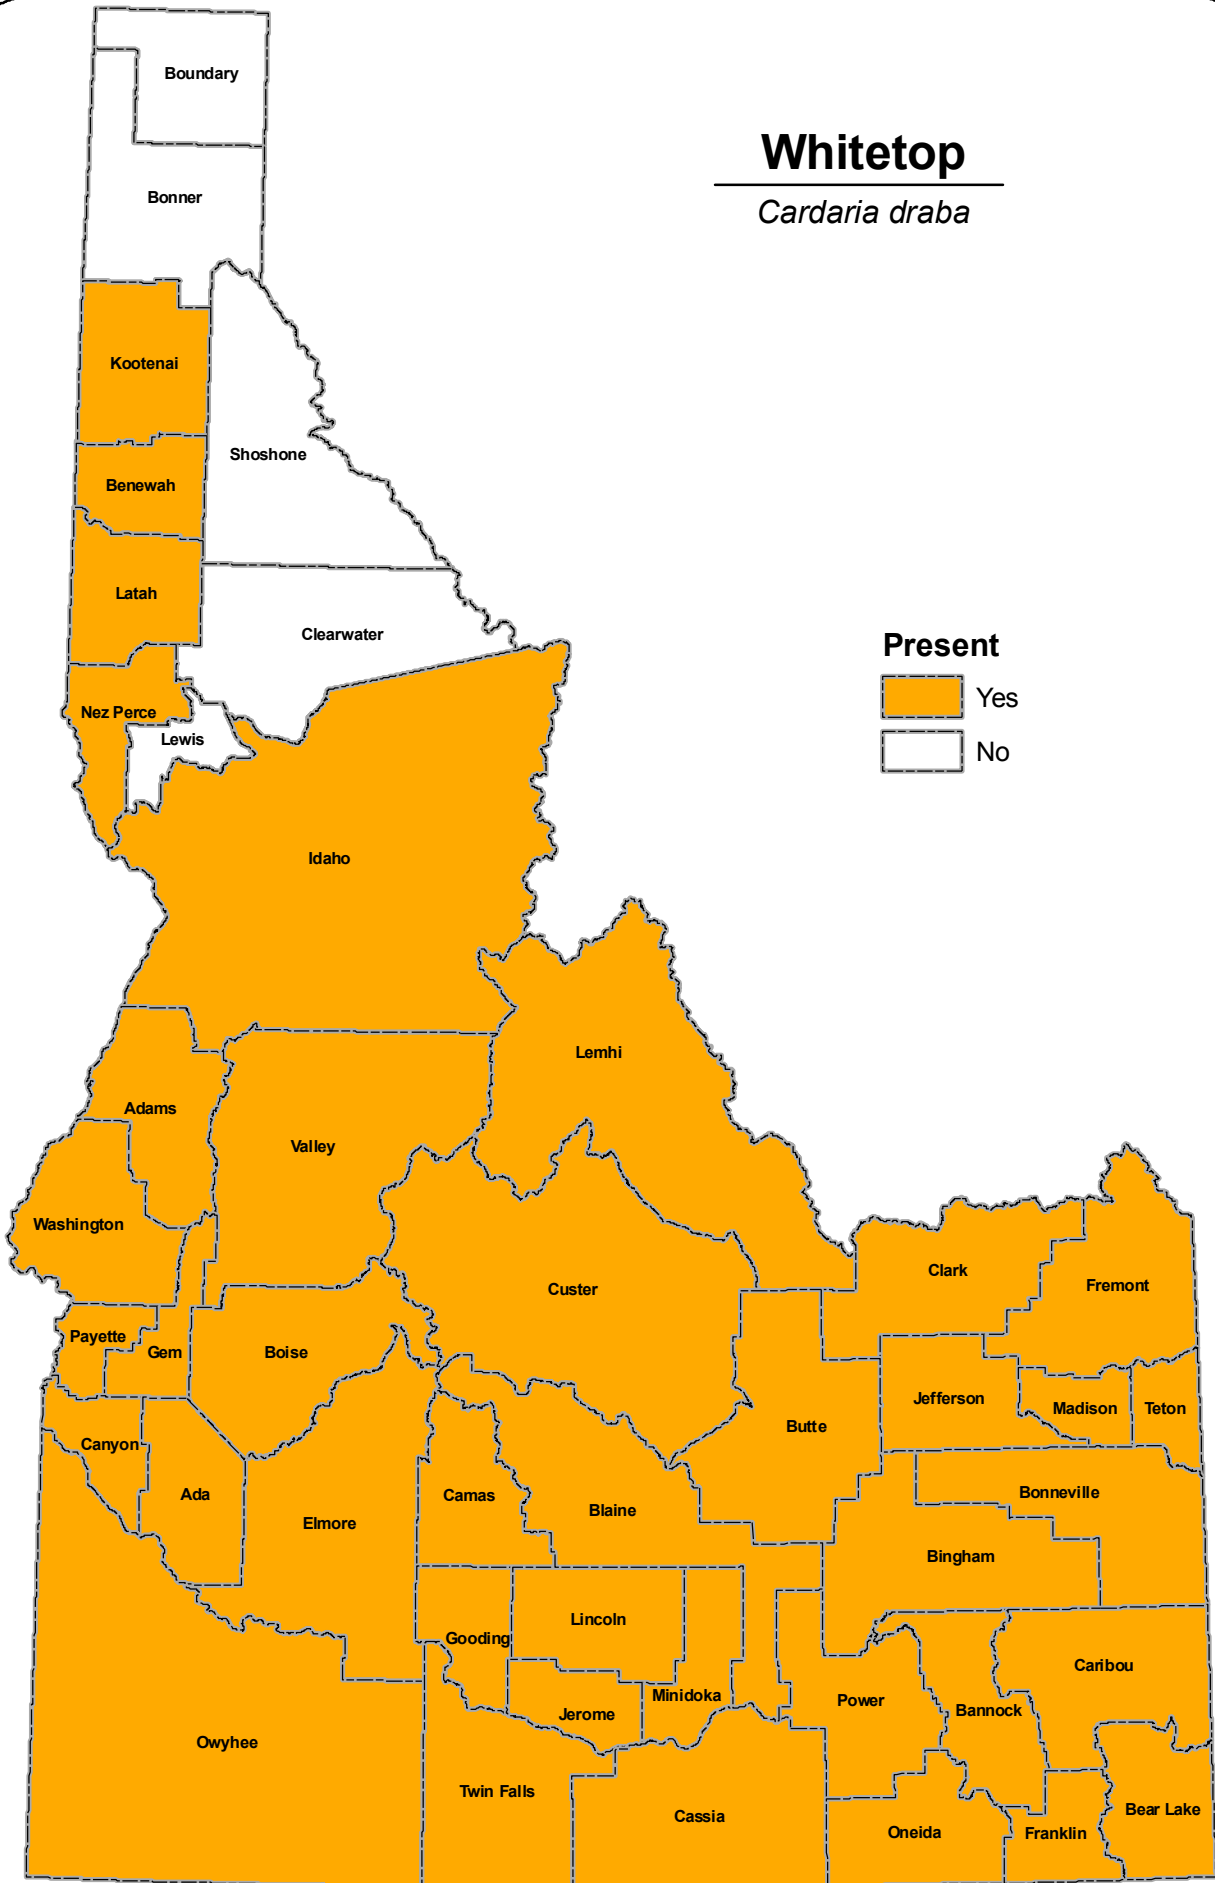 Boundary
Whitetop
Cardaria draba
Bonner
Kootenai
Shoshone
Benewah
Latah
Clearwater
Present
Yes
No
Nez Perce
Lewis
Idaho
Lemhi
Adams
Valley
Washington
Clark
Custer
Fremont
Payette
Gem
Boise
Jefferson
Madison
Teton
Butte
Canyon
Ada
Camas
Bonneville
Blaine
Elmore
Bingham
Lincoln
Gooding
Caribou
Minidoka
Power
Bannock
Jerome
Owyhee
Twin Falls
Bear Lake
Cassia
Oneida
Franklin